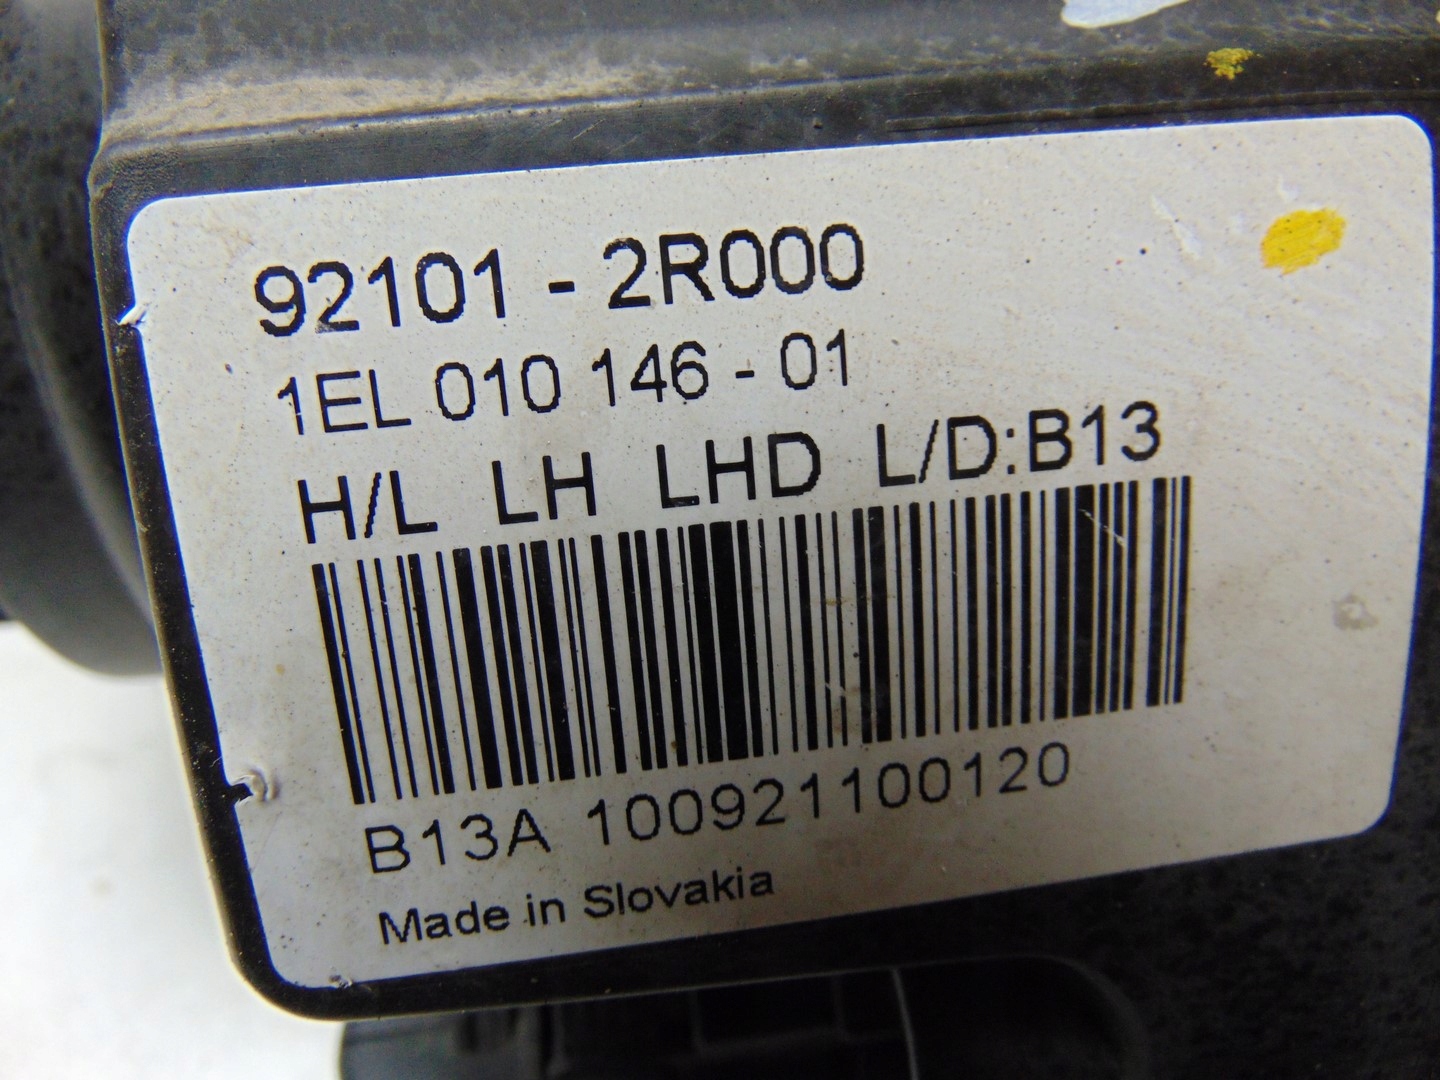 92101 - 2R000
1EL 010 146 - 01
H/L LH LHD L/D:B13
B13A 100921100120
Made in Slovakia